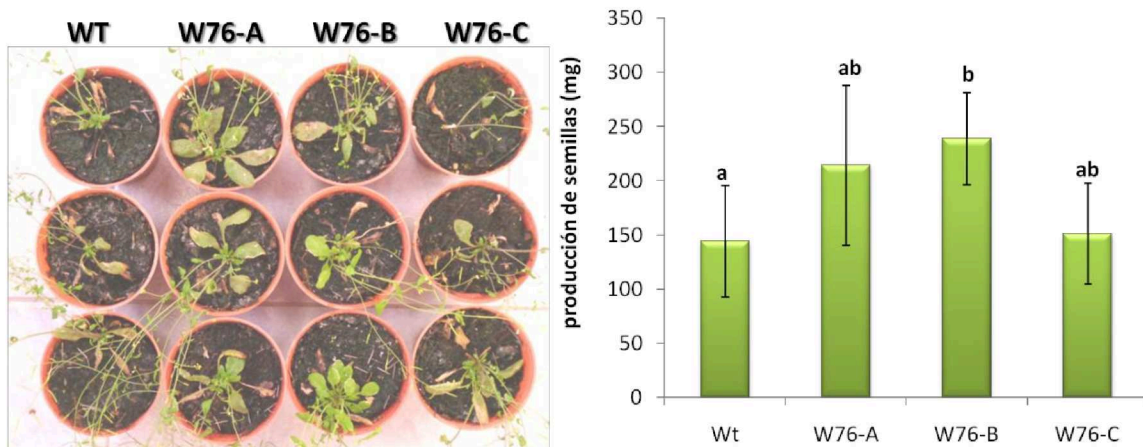 WT W76-A W76-B W76-C
producción de semillas (mg)
350
300
250
200
150
100
50
0
a
ab
b
ab
Wt W76-A W76-B W76-C